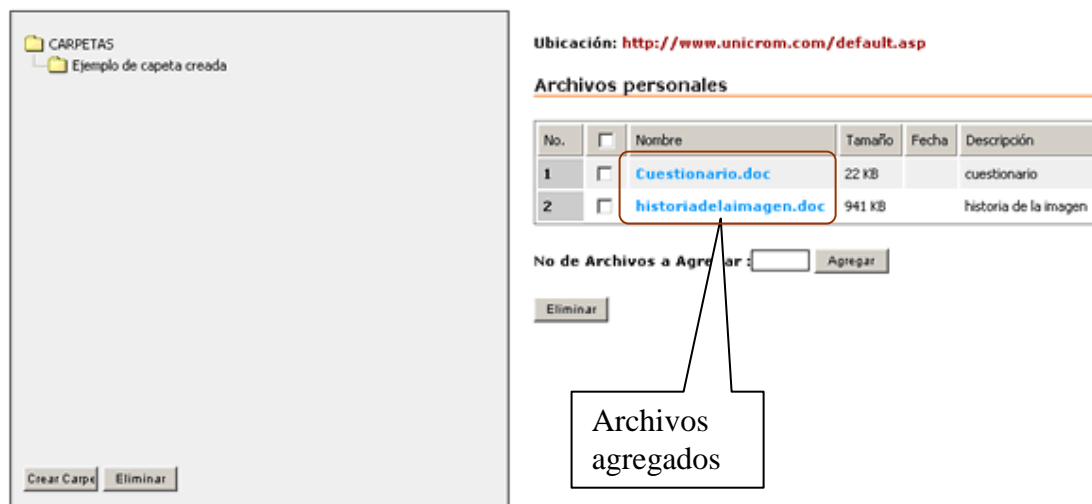 CARPETAS
Ejemplo de capeta creada
Crear Carpe Eliminar
Ubicación: http://www.unicrom.com/default.asp
Archivos personales
No. Nombre Tamaño Fecha Descripción
1 Cuestionario.doc 22 KB cuestionario
2 historiadelaimagen.doc 941 KB historia de la imagen
No de Archivos a Agregar : Agregar
Eliminar
Archivos
agregados